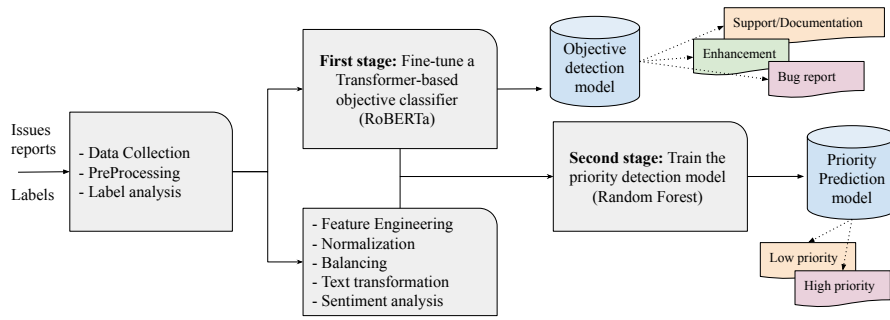 Issues
reports
Labels
- Data Collection
- PreProcessing
- Label analysis
First stage: Fine-tune a
Transformer-based
objective classifier
(RoBERTa)
Objective
detection
model
Support/Documentation
Enhancement
Bug report
- Feature Engineering
- Normalization
- Balancing
- Text transformation
- Sentiment analysis
Second stage: Train the
priority detection model
(Random Forest)
Priority
Prediction
model
Low priority
High priority